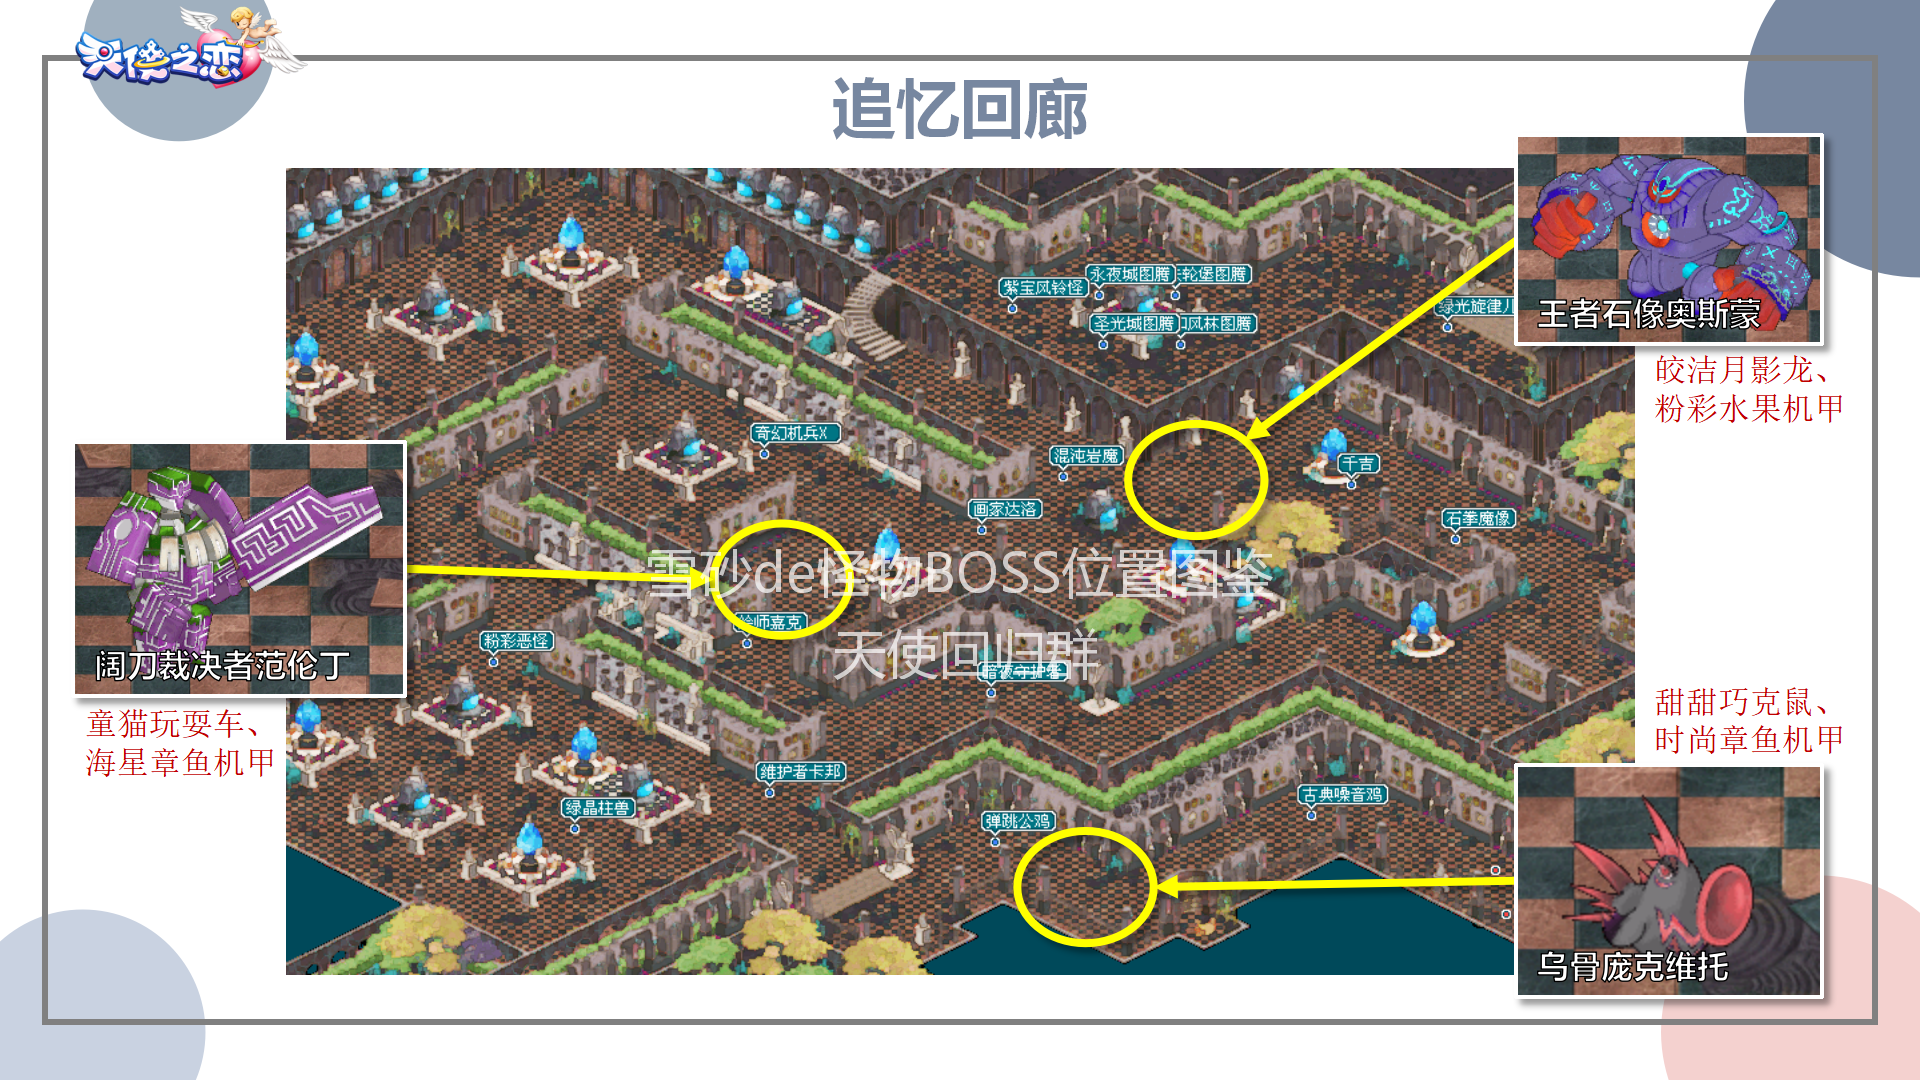 天使之恋
追忆回廊
永夜城图腾
轮堡图腾
紫宝风铃怪
圣光城图腾
风林图腾
绿光旋律儿
王者石像奥斯蒙
皎洁月影龙、
粉彩水果机甲
奇幻机兵X
混沌岩魔
千吉
画家达洛
石拳魔像
雪砂de怪物BOSS位置图鉴
阔刀裁决者范伦丁
童猫玩耍车、
海星章鱼机甲
绘师嘉克
粉彩恶怪
天使回归群
暗夜守护者
甜甜巧克鼠、
时尚章鱼机甲
维护者卡邦
绿晶柱兽
弹跳公鸡
古典噪音鸡
乌骨庞克维托